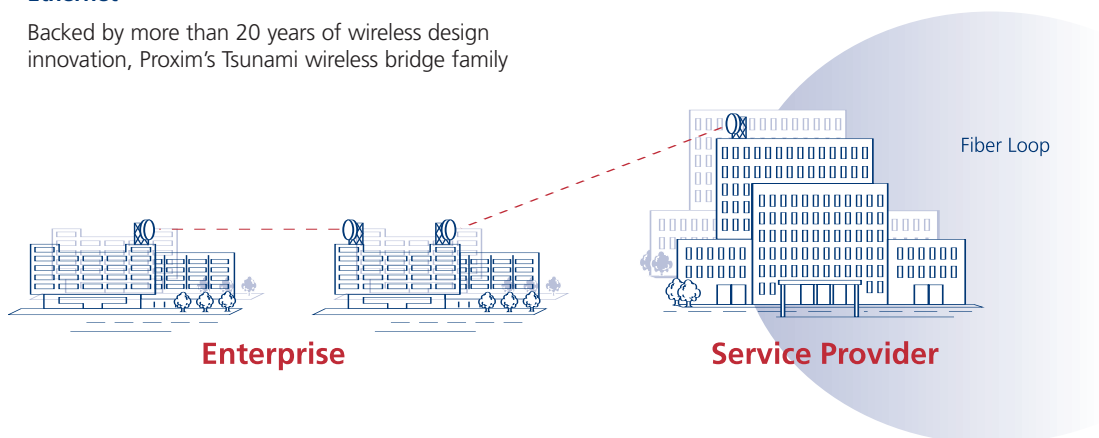 Backed by more than 20 years of wireless design
innovation, Proxim's Tsunami wireless bridge family
Fiber Loop
Enterprise
Service Provider